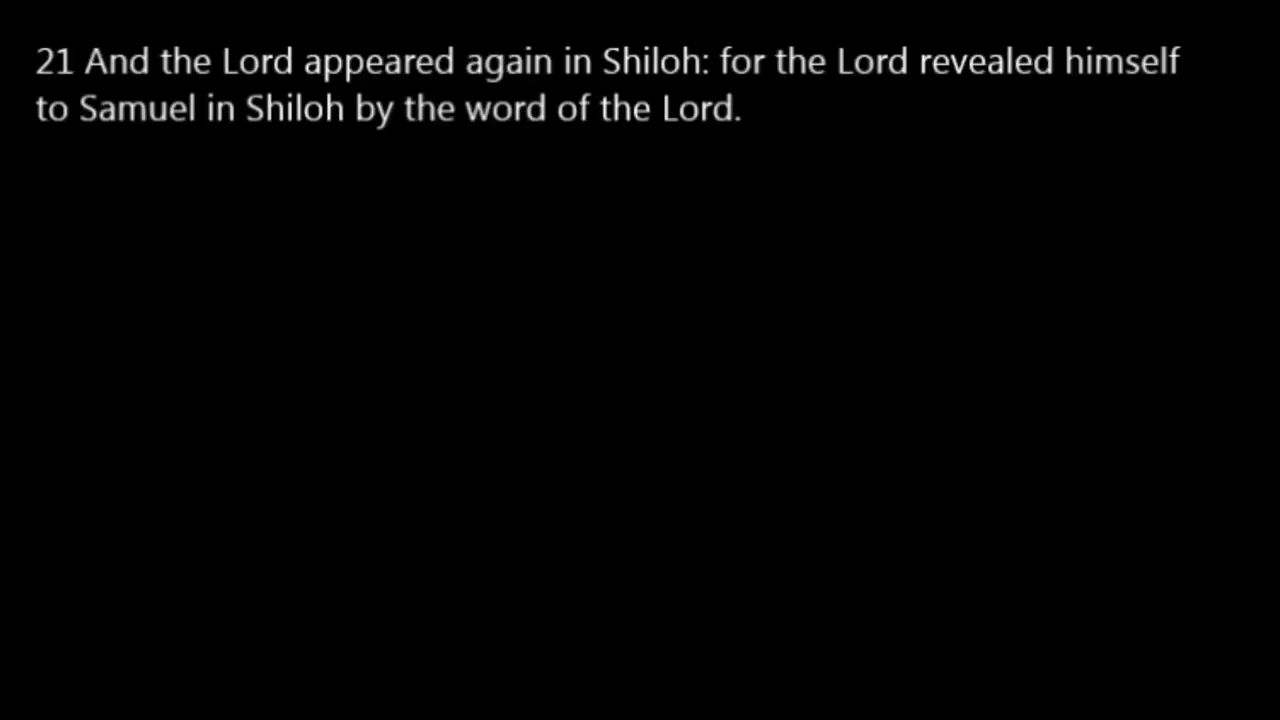 21 And the Lord appeared again in Shiloh: for the Lord revealed himself
to Samuel in Shiloh by the word of the Lord.